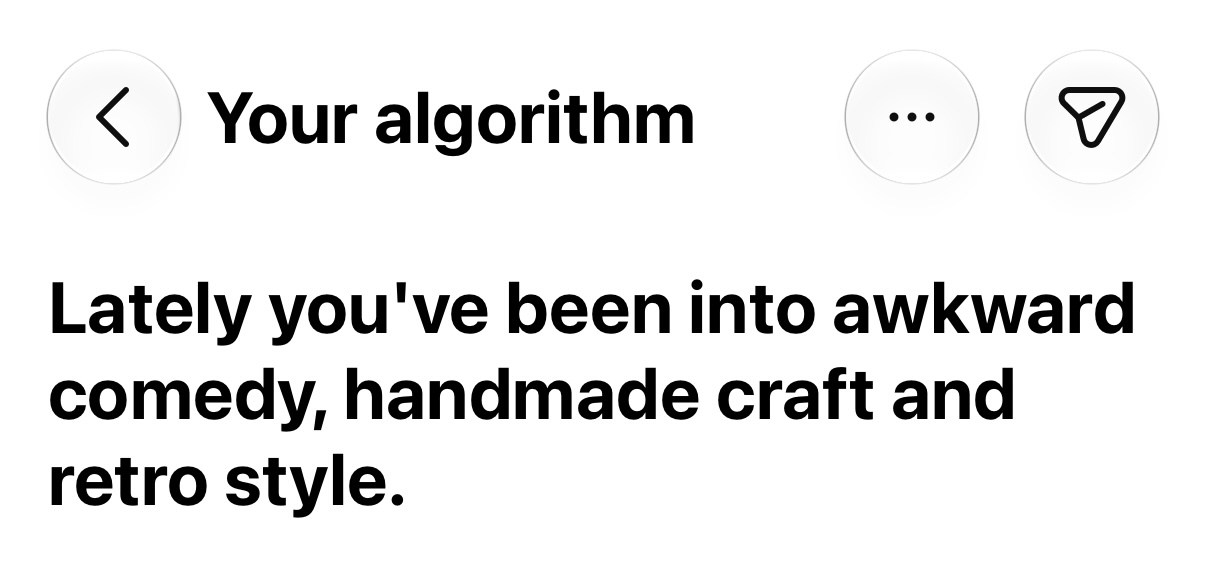 Your algorithm
Lately you've been into awkward
comedy, handmade craft and
retro style.